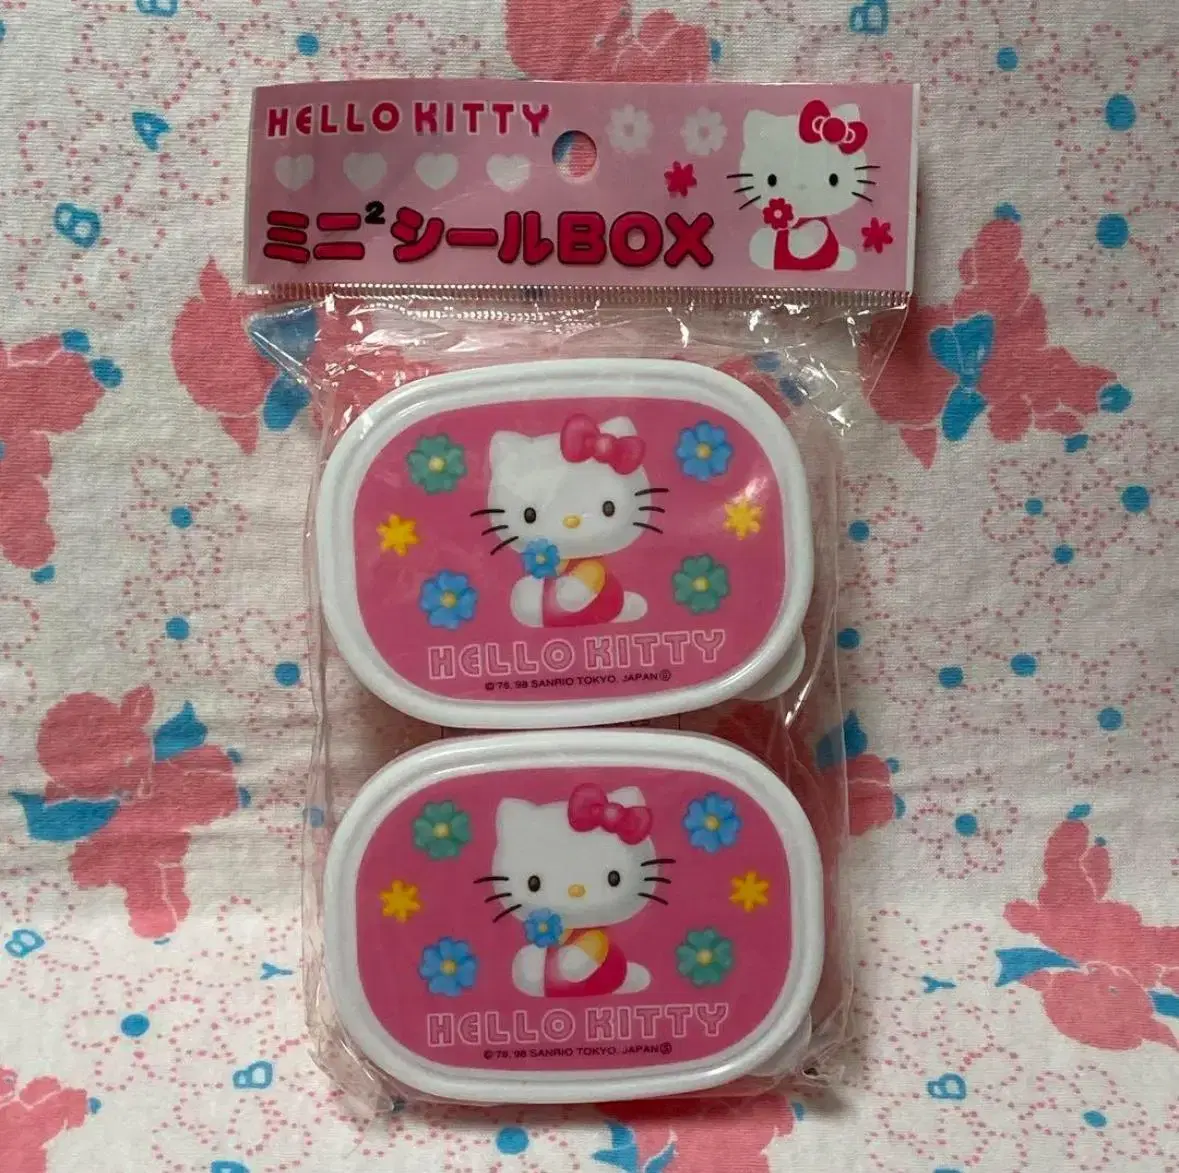 HELLO KITTY
ミニ²シールBOX
HELLO KITTY
©'76, 98 SANRIO TOKYO, JAPAN Ⓢ
HELLO KITTY
©'76, 98 SANRIO TOKYO, JAPAN Ⓢ
B
A
B
B
B
Y
A
B
B
Y